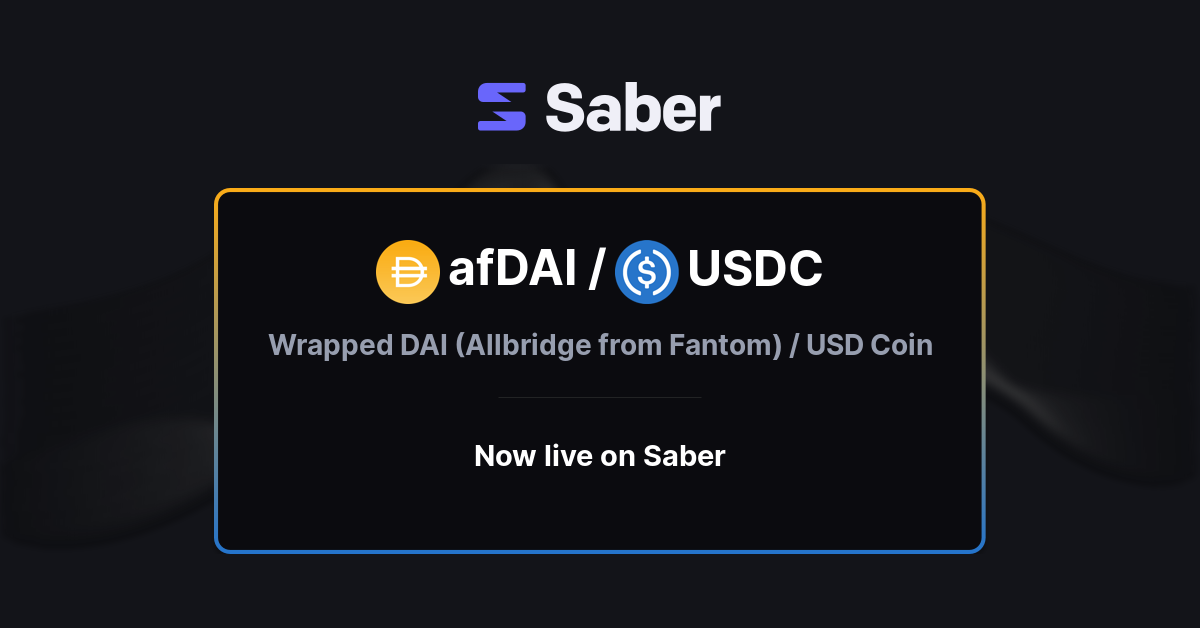 Saber
afDAI / USDC
Wrapped DAI (Allbridge from Fantom) / USD Coin
Now live on Saber